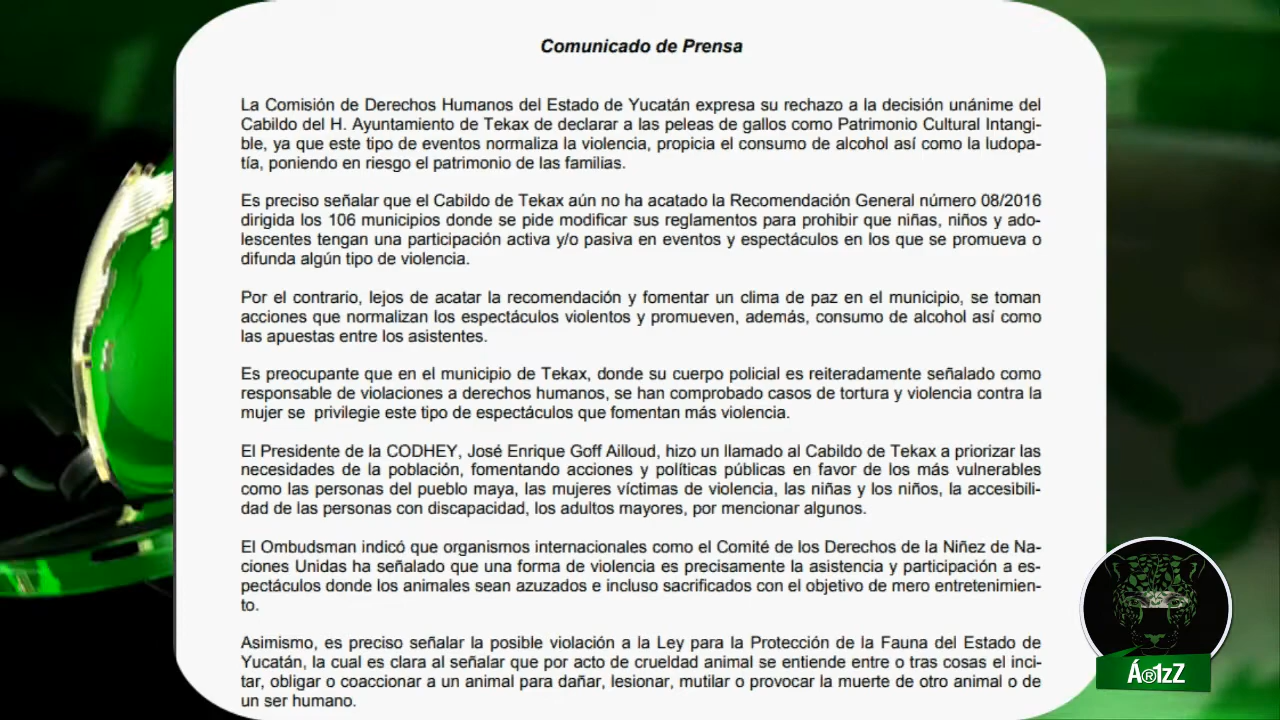 Comunicado de Prensa
La Comisión de Derechos Humanos del Estado de Yucatán expresa su rechazo a la decisión unánime del
Cabildo del H. Ayuntamiento de Tekax de declarar a las peleas de gallos como Patrimonio Cultural Intangi-
ble, ya que este tipo de eventos normaliza la violencia, propicia el consumo de alcohol así como la ludopa-
tía, poniendo en riesgo el patrimonio de las familias.
Es preciso señalar que el Cabildo de Tekax aún no ha acatado la Recomendación General número 08/2016
dirigida los 106 municipios donde se pide modificar sus reglamentos para prohibir que niñas, niños y ado-
lescentes tengan una participación activa y/o pasiva en eventos y espectáculos en los que se promueva o
difunda algún tipo de violencia.
Por el contrario, lejos de acatar la recomendación y fomentar un clima de paz en el municipio, se toman
acciones que normalizan los espectáculos violentos y promueven, además, consumo de alcohol así como
las apuestas entre los asistentes.
Es preocupante que en el municipio de Tekax, donde su cuerpo policial es reiteradamente señalado como
responsable de violaciones a derechos humanos, se han comprobado casos de tortura y violencia contra la
mujer se  privilegie este tipo de espectáculos que fomentan más violencia.
El Presidente de la CODHEY, José Enrique Goff Ailloud, hizo un llamado al Cabildo de Tekax a priorizar las
necesidades de la población, fomentando acciones y políticas públicas en favor de los más vulnerables
como las personas del pueblo maya, las mujeres víctimas de violencia, las niñas y los niños, la accesibili-
dad de las personas con discapacidad, los adultos mayores, por mencionar algunos.
El Ombudsman indicó que organismos internacionales como el Comité de los Derechos de la Niñez de Na-
ciones Unidas ha señalado que una forma de violencia es precisamente la asistencia y participación a es-
pectáculos donde los animales sean azuzados e incluso sacrificados con el objetivo de mero entretenimien-
to.
Asimismo, es preciso señalar la posible violación a la Ley para la Protección de la Fauna del Estado de
Yucatán, la cual es clara al señalar que por acto de crueldad animal se entiende entre o tras cosas el inci-
tar, obligar o coaccionar a un animal para dañar, lesionar, mutilar o provocar la muerte de otro animal o de
un ser humano.
Á®1zZ